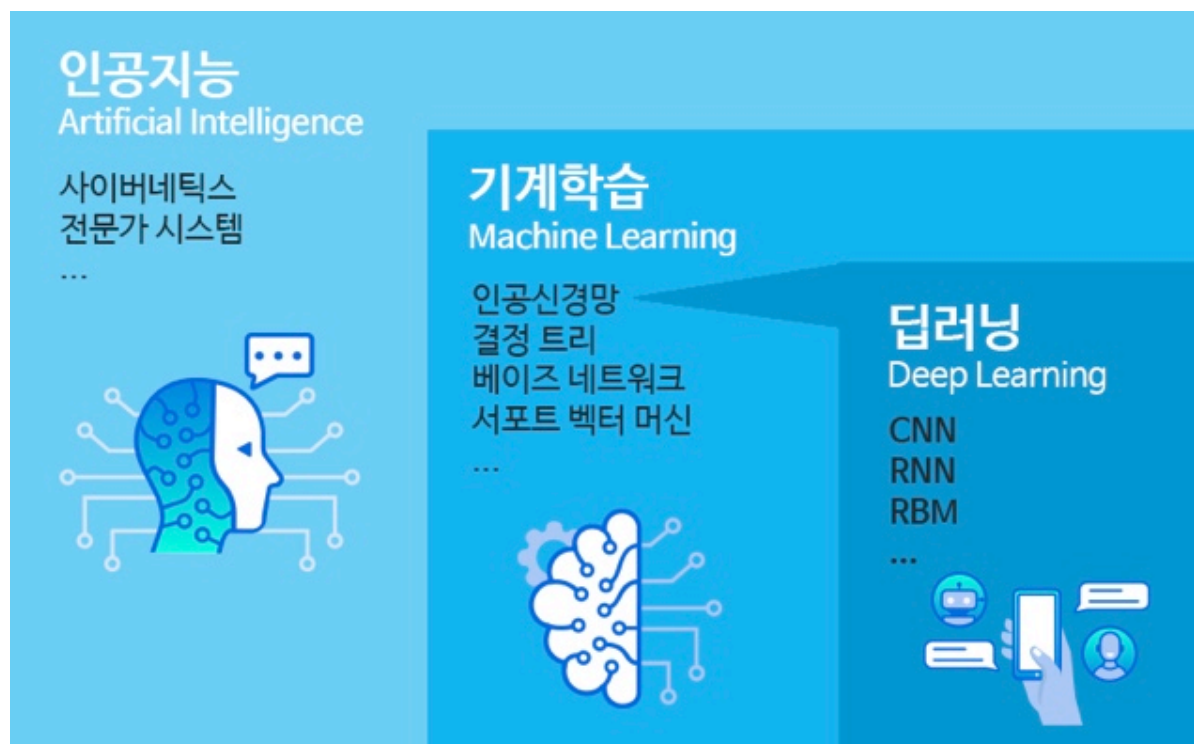 인공지능
Artificial Intelligence
사이버네틱스
전문가 시스템
...
기계학습
Machine Learning
인공신경망
결정 트리
베이즈 네트워크
서포트 벡터 머신
...
딥러닝
Deep Learning
CNN
RNN
RBM
...